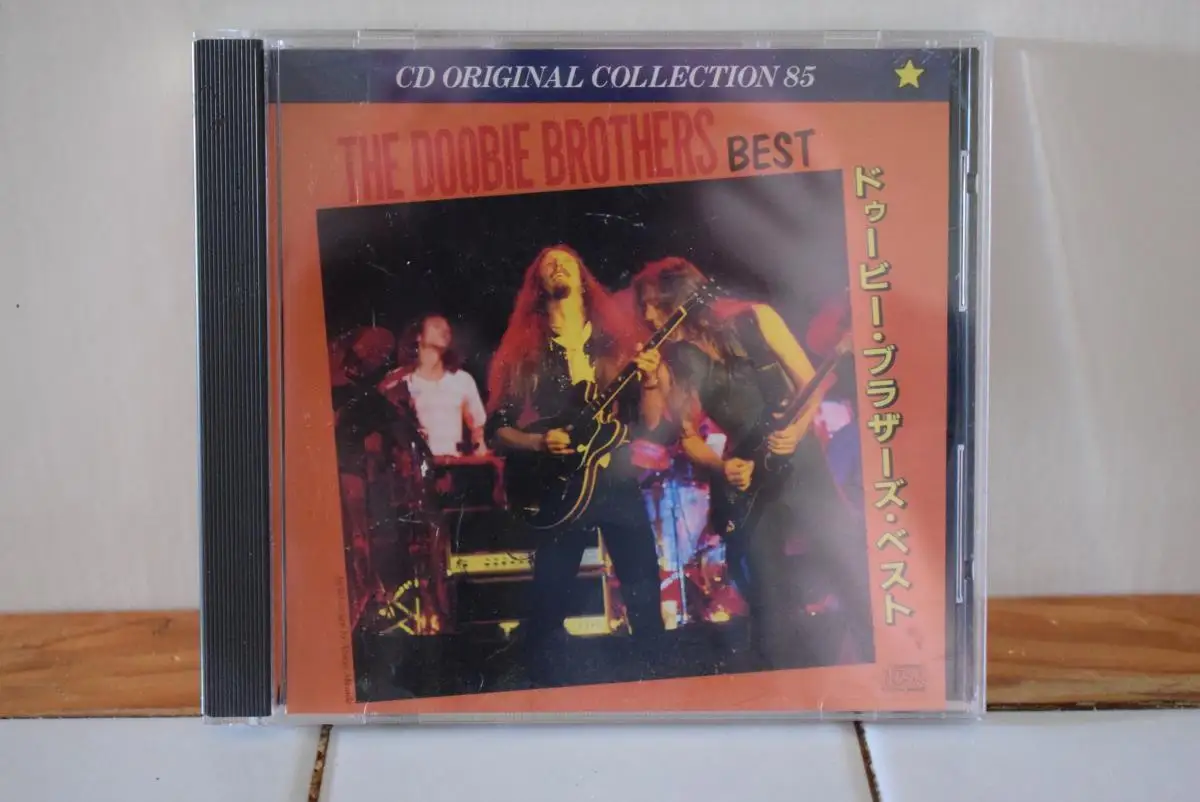 CD ORIGINAL COLLECTION 85
THE DOOBIE BROTHERS BEST
ドゥービー・ブラザーズ・ベスト